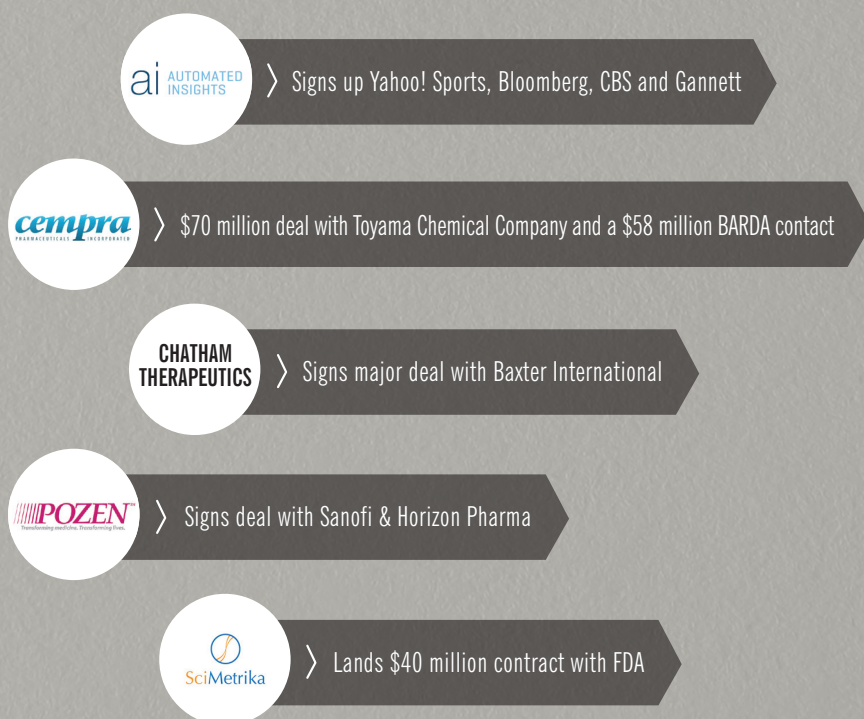 ai AUTOMATED
INSIGHTS
Signs up Yahoo! Sports, Bloomberg, CBS and Gannett
cempra
PHARMACEUTICALS INCORPORATED
$70 million deal with Toyama Chemical Company and a $58 million BARDA contact
CHATHAM
THERAPEUTICS
Signs major deal with Baxter International
POZEN
Transforming medicine. Transforming lives.
Signs deal with Sanofi & Horizon Pharma
SciMetrika
Lands $40 million contract with FDA